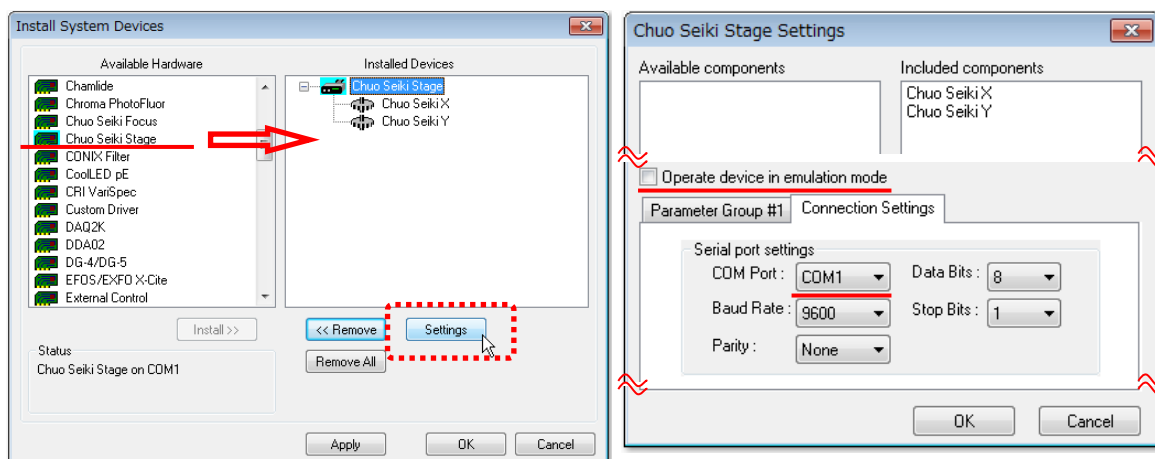 Install System Devices
Available Hardware
Chamlide
Chroma PhotoFluor
Chuo Seiki Focus
Chuo Seiki Stage
CONIX Filter
CoolLED pE
CRI VariSpec
Custom Driver
DAQ2K
DDA02
DG-4/DG-5
EFOS/EXFO X-Cite
External Control
Installed Devices
Chuo Seiki Stage
Chuo Seiki X
Chuo Seiki Y
Install >>
<< Remove
Settings
Remove All
Status
Chuo Seiki Stage on COM1
Apply
OK
Cancel
Chuo Seiki Stage Settings
Available components
Included components
Chuo Seiki X
Chuo Seiki Y
Operate device in emulation mode
Parameter Group #1
Connection Settings
Serial port settings
COM Port : COM1
Data Bits : 8
Baud Rate : 9600
Stop Bits : 1
Parity : None
OK
Cancel